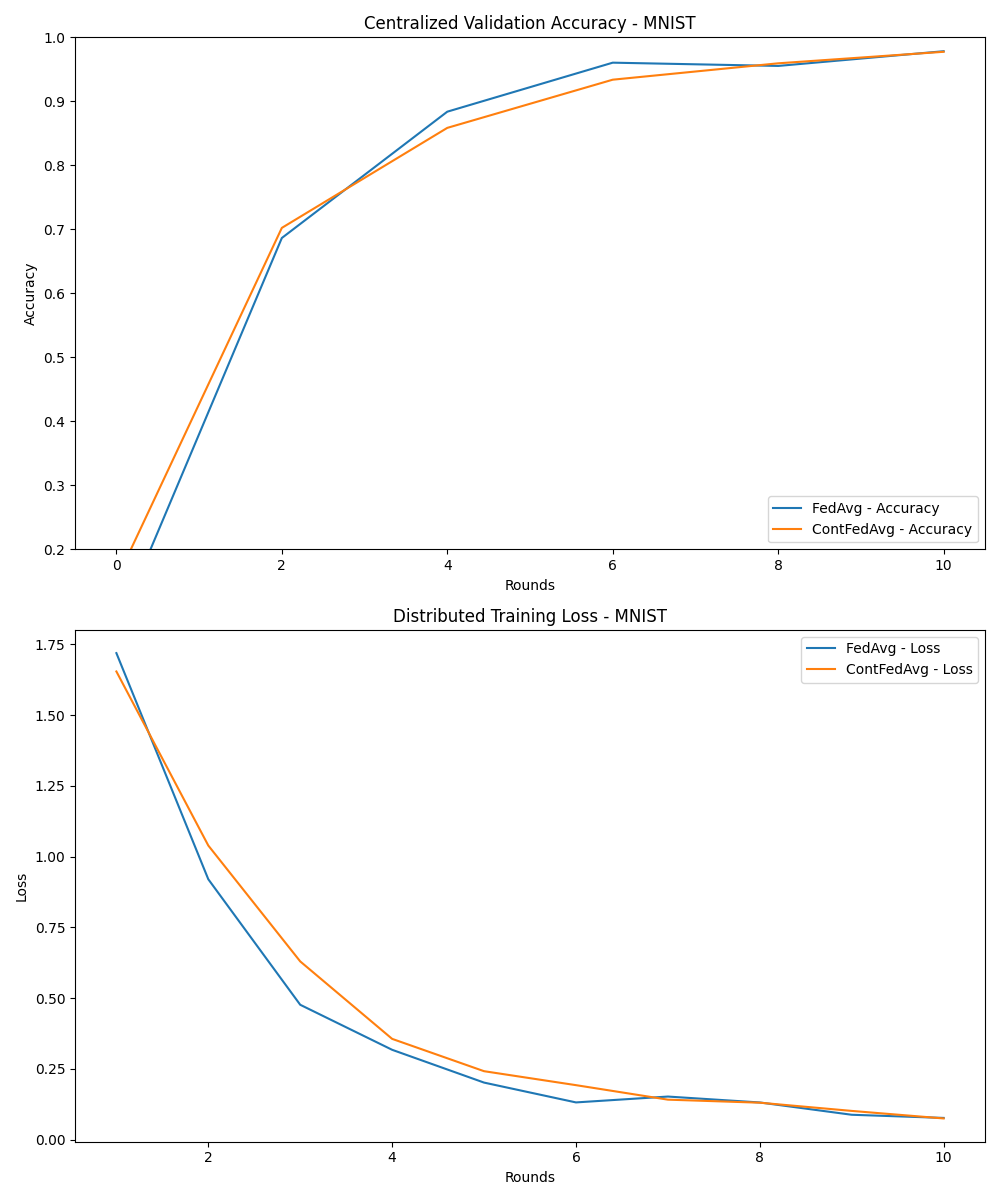 Centralized Validation Accuracy - MNIST
1.0
0.9
0.8
0.7
0.6
0.5
0.4
0.3
0.2
Accuracy
FedAvg - Accuracy
ContFedAvg - Accuracy
0 2 4 6 8 10
Rounds
Distributed Training Loss - MNIST
1.75
1.50
1.25
1.00
0.75
0.50
0.25
0.00
Loss
FedAvg - Loss
ContFedAvg - Loss
2 4 6 8 10
Rounds